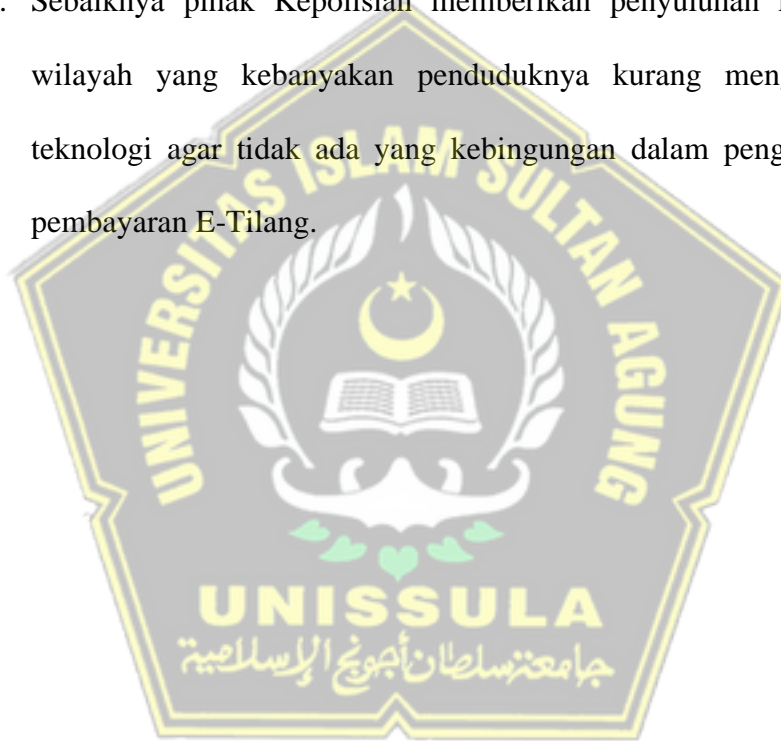 . Sebaiknya pihak Kepolisian memberikan penyuluhan
wilayah yang kebanyakan penduduknya kurang
teknologi agar tidak ada yang kebingungan dalam
pembayaran E-Tilang.
UNIVERSITAS ISLAM SULTAN AGUNG
UNISSULA
جامعة سلطان أجونج الإسلامية